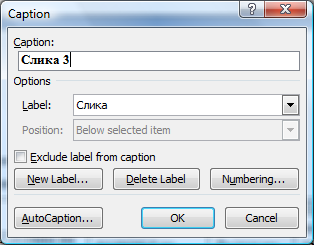 Caption
Caption:
Слика 3
Options
Label: Слика
Position: Below selected item
Exclude label from caption
New Label... Delete Label Numbering...
AutoCaption... OK Cancel